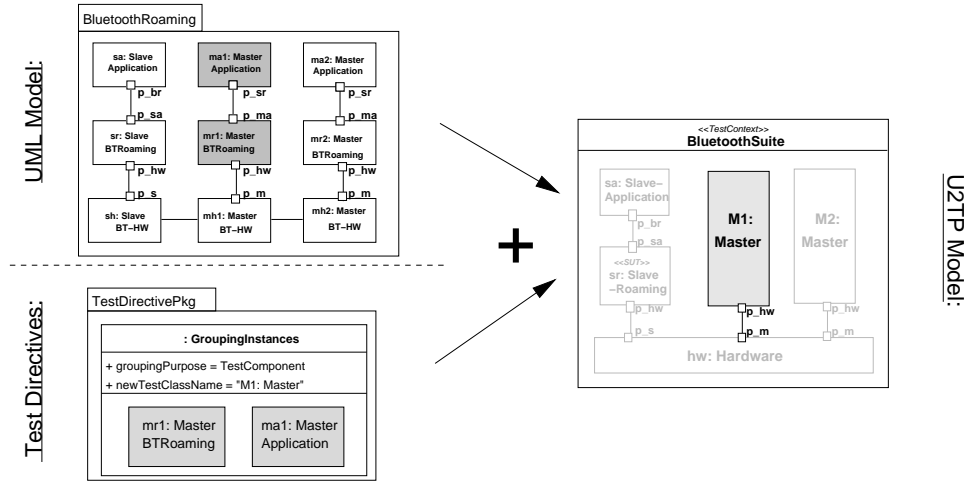 UML Model:
BluetoothRoaming
sa: Slave
Application
ma1: Master
Application
ma2: Master
Application
p_br
p_sr
p_sr
p_sa
p_ma
p_ma
sr: Slave
BTRoaming
mr1: Master
BTRoaming
mr2: Master
BTRoaming
p_hw
p_hw
p_hw
p_s
p_m
p_m
sh: Slave
BT-HW
mh1: Master
BT-HW
mh2: Master
BT-HW
Test Directives:
TestDirectivePkg
: GroupingInstances
+ groupingPurpose = TestComponent
+ newTestClassName = "M1: Master"
mr1: Master
BTRoaming
ma1: Master
Application
+
U2TP Model:
<<TestContext>>
BluetoothSuite
sa: Slave-
Application
p_br
p_sa
<<SUT>>
sr: Slave
-Roaming
p_hw
p_s
M1:
Master
p_hw
p_m
M2:
Master
p_hw
p_m
hw: Hardware